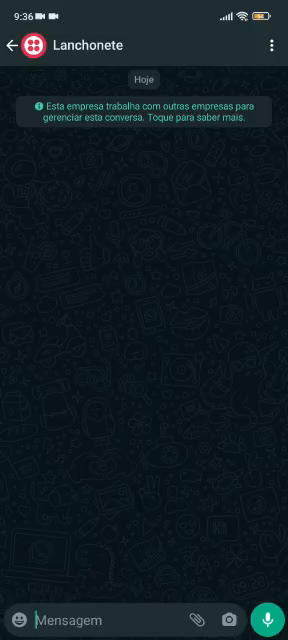 9:36
Lanchonete
Hoje
Esta empresa trabalha com outras empresas para
gerenciar esta conversa. Toque para saber mais.
Mensagem